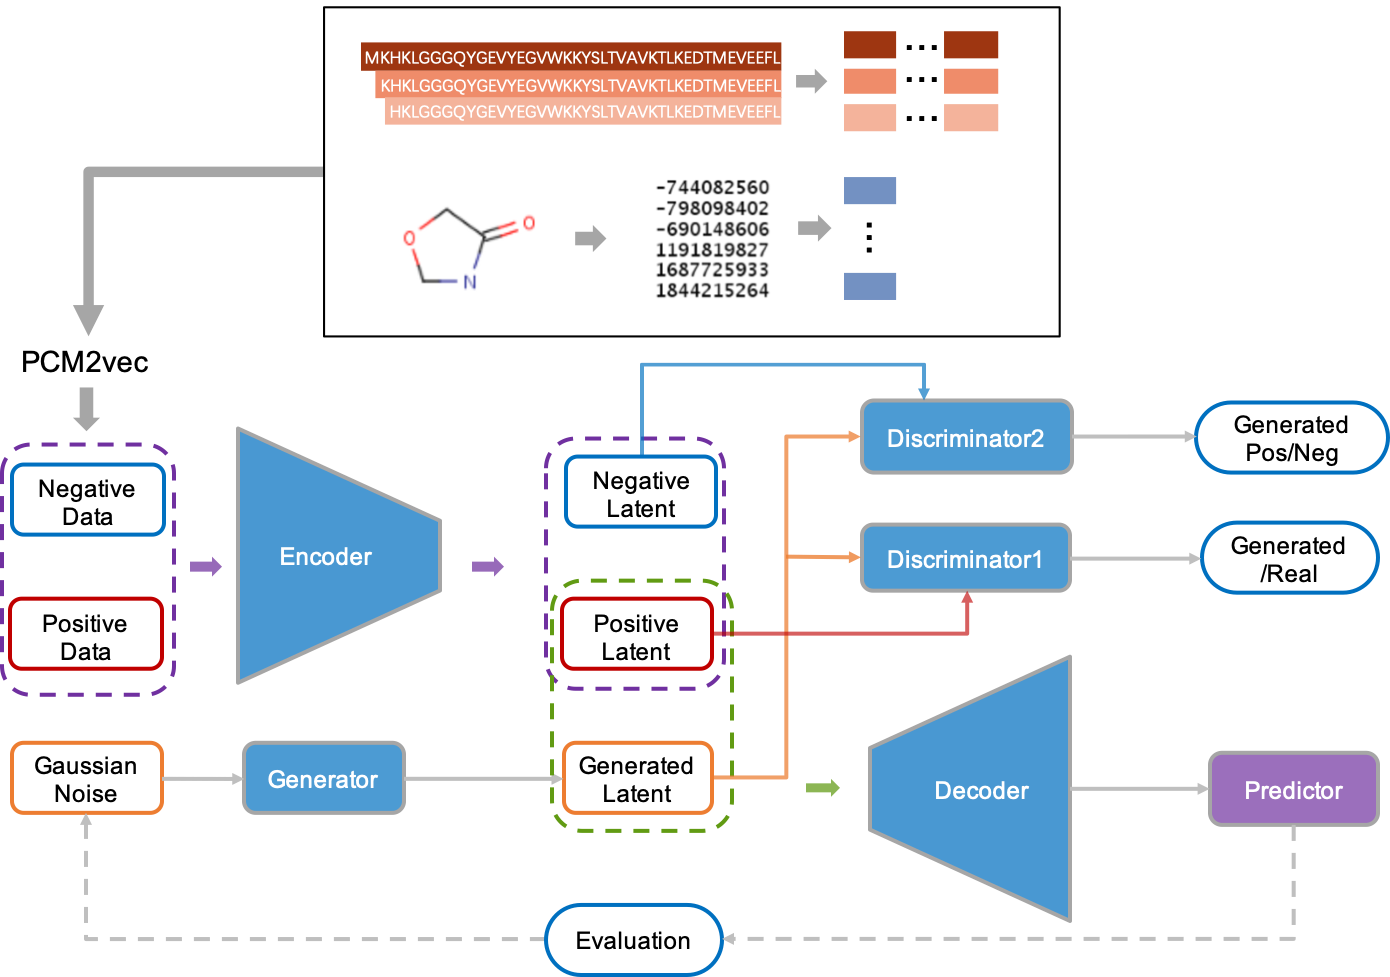 MKHKLGGGQYGEVYEGVWKKYSLTVAVKTLKEDTMEVEEFL
KHKLGGGQYGEVYEGVWKKYSLTVAVKTLKEDTMEVEEFL
HKLGGGQYGEVYEGVWKKYSLTVAVKTLKEDTMEVEEFL
-744082560
-798098402
-690148606
1191819827
1687725933
1844215264
O
O
N
PCM2vec
Negative
Data
Positive
Data
Encoder
Negative
Latent
Positive
Latent
Discriminator2
Generated
Pos/Neg
Discriminator1
Generated
/Real
Gaussian
Noise
Generator
Generated
Latent
Decoder
Predictor
Evaluation